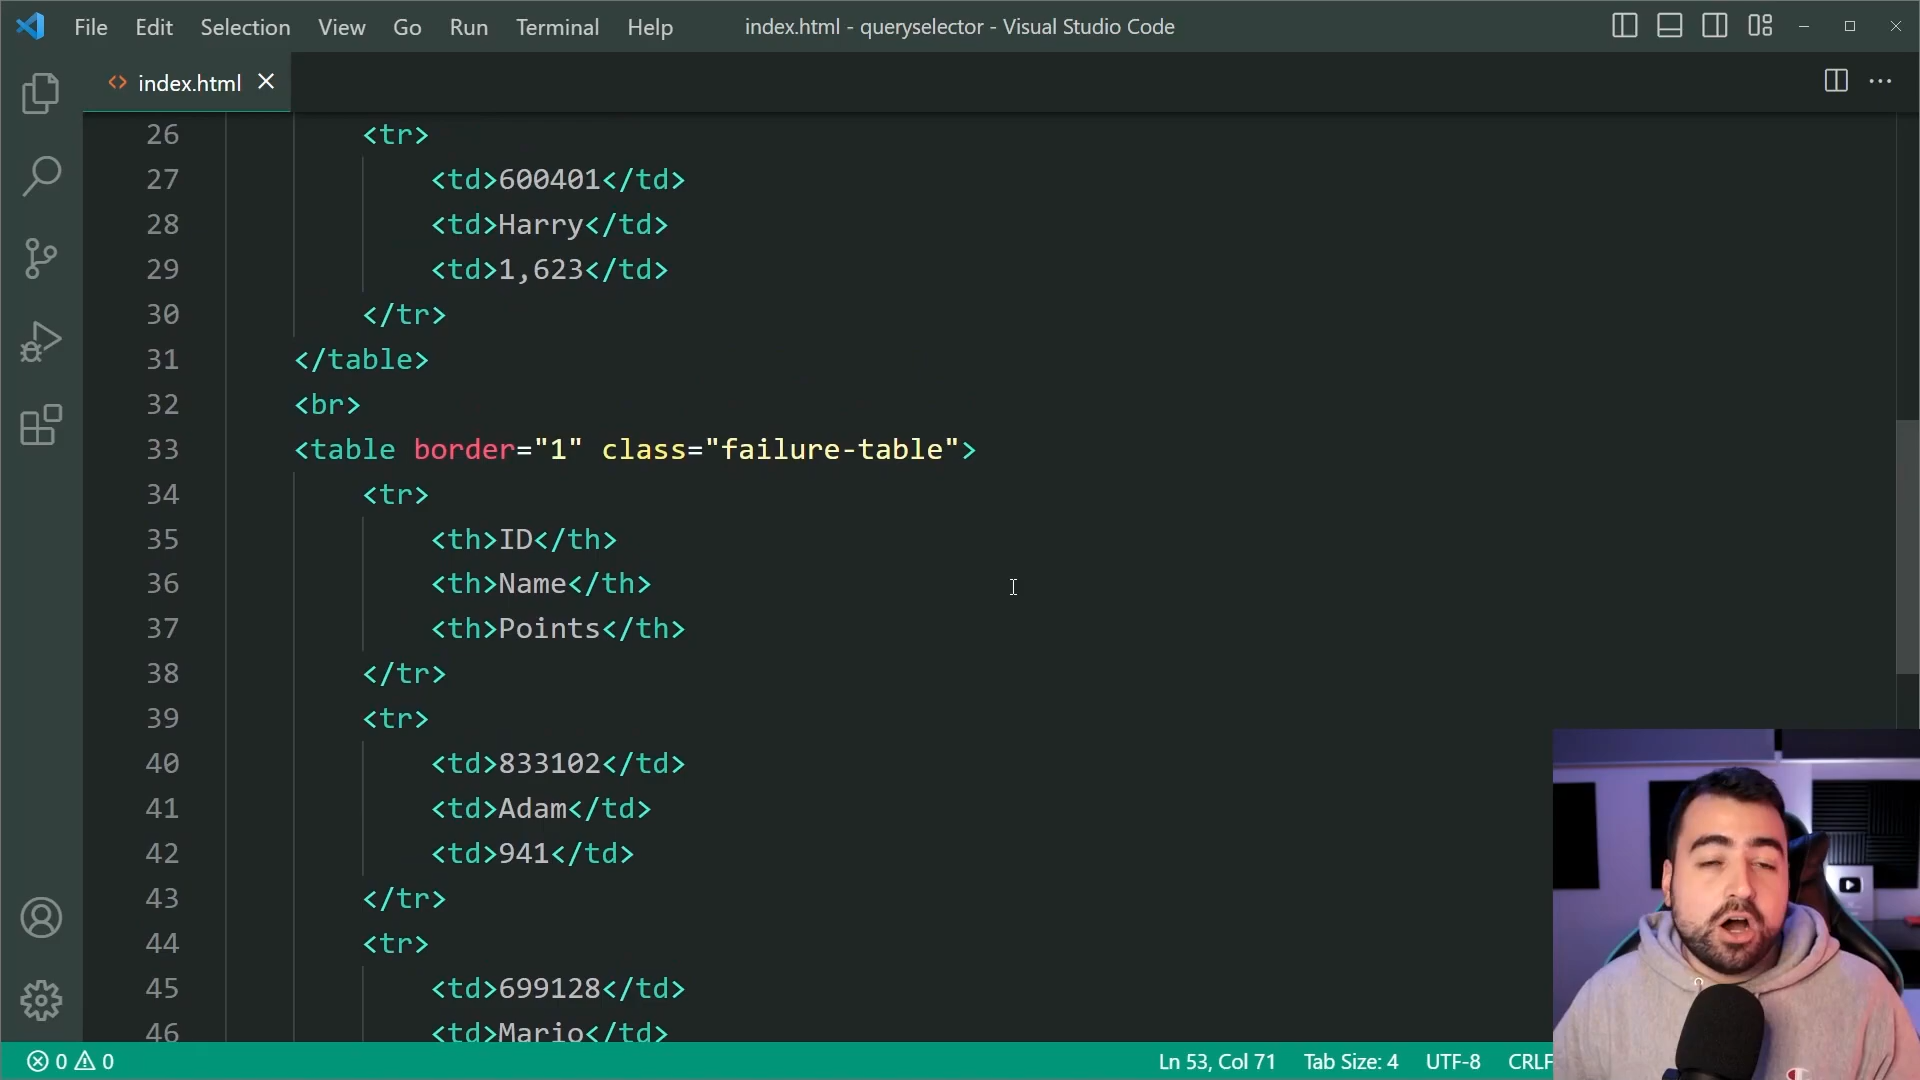 File Edit Selection View Go Run Terminal Help index.html - queryselector - Visual Studio Code
<> index.html
26 <tr>
27 <td>600401</td>
28 <td>Harry</td>
29 <td>1,623</td>
30 </tr>
31 </table>
32 <br>
33 <table border="1" class="failure-table">
34 <tr>
35 <th>ID</th>
36 <th>Name</th>
37 <th>Points</th>
38 </tr>
39 <tr>
40 <td>833102</td>
41 <td>Adam</td>
42 <td>941</td>
43 </tr>
44 <tr>
45 <td>699128</td>
46 <td>Mario</td>
0 0 Ln 53, Col 71 Tab Size: 4 UTF-8 CRLF